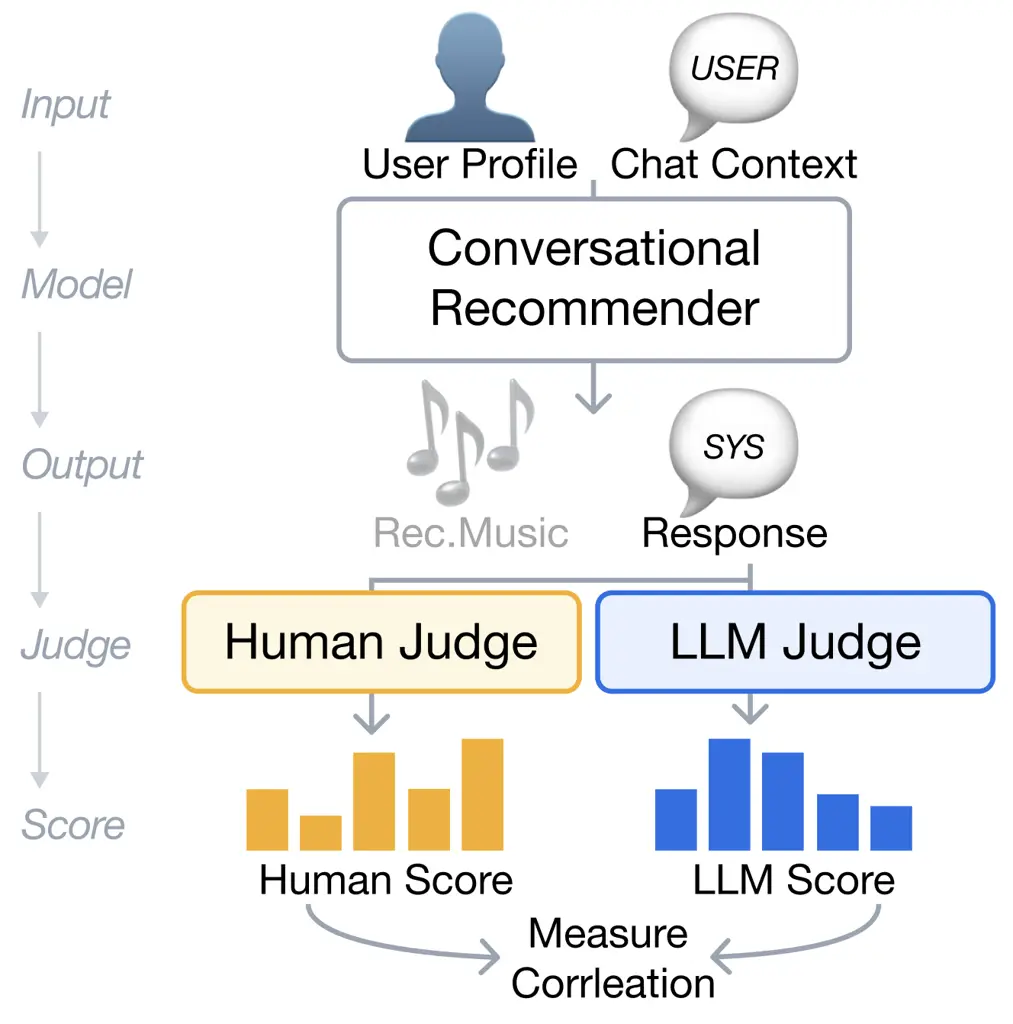 Input
USER
User Profile
Chat Context
Model
Conversational
Recommender
Output
SYS
Rec.Music
Response
Judge
Human Judge
LLM Judge
Score
Human Score
LLM Score
Measure
Corrleation